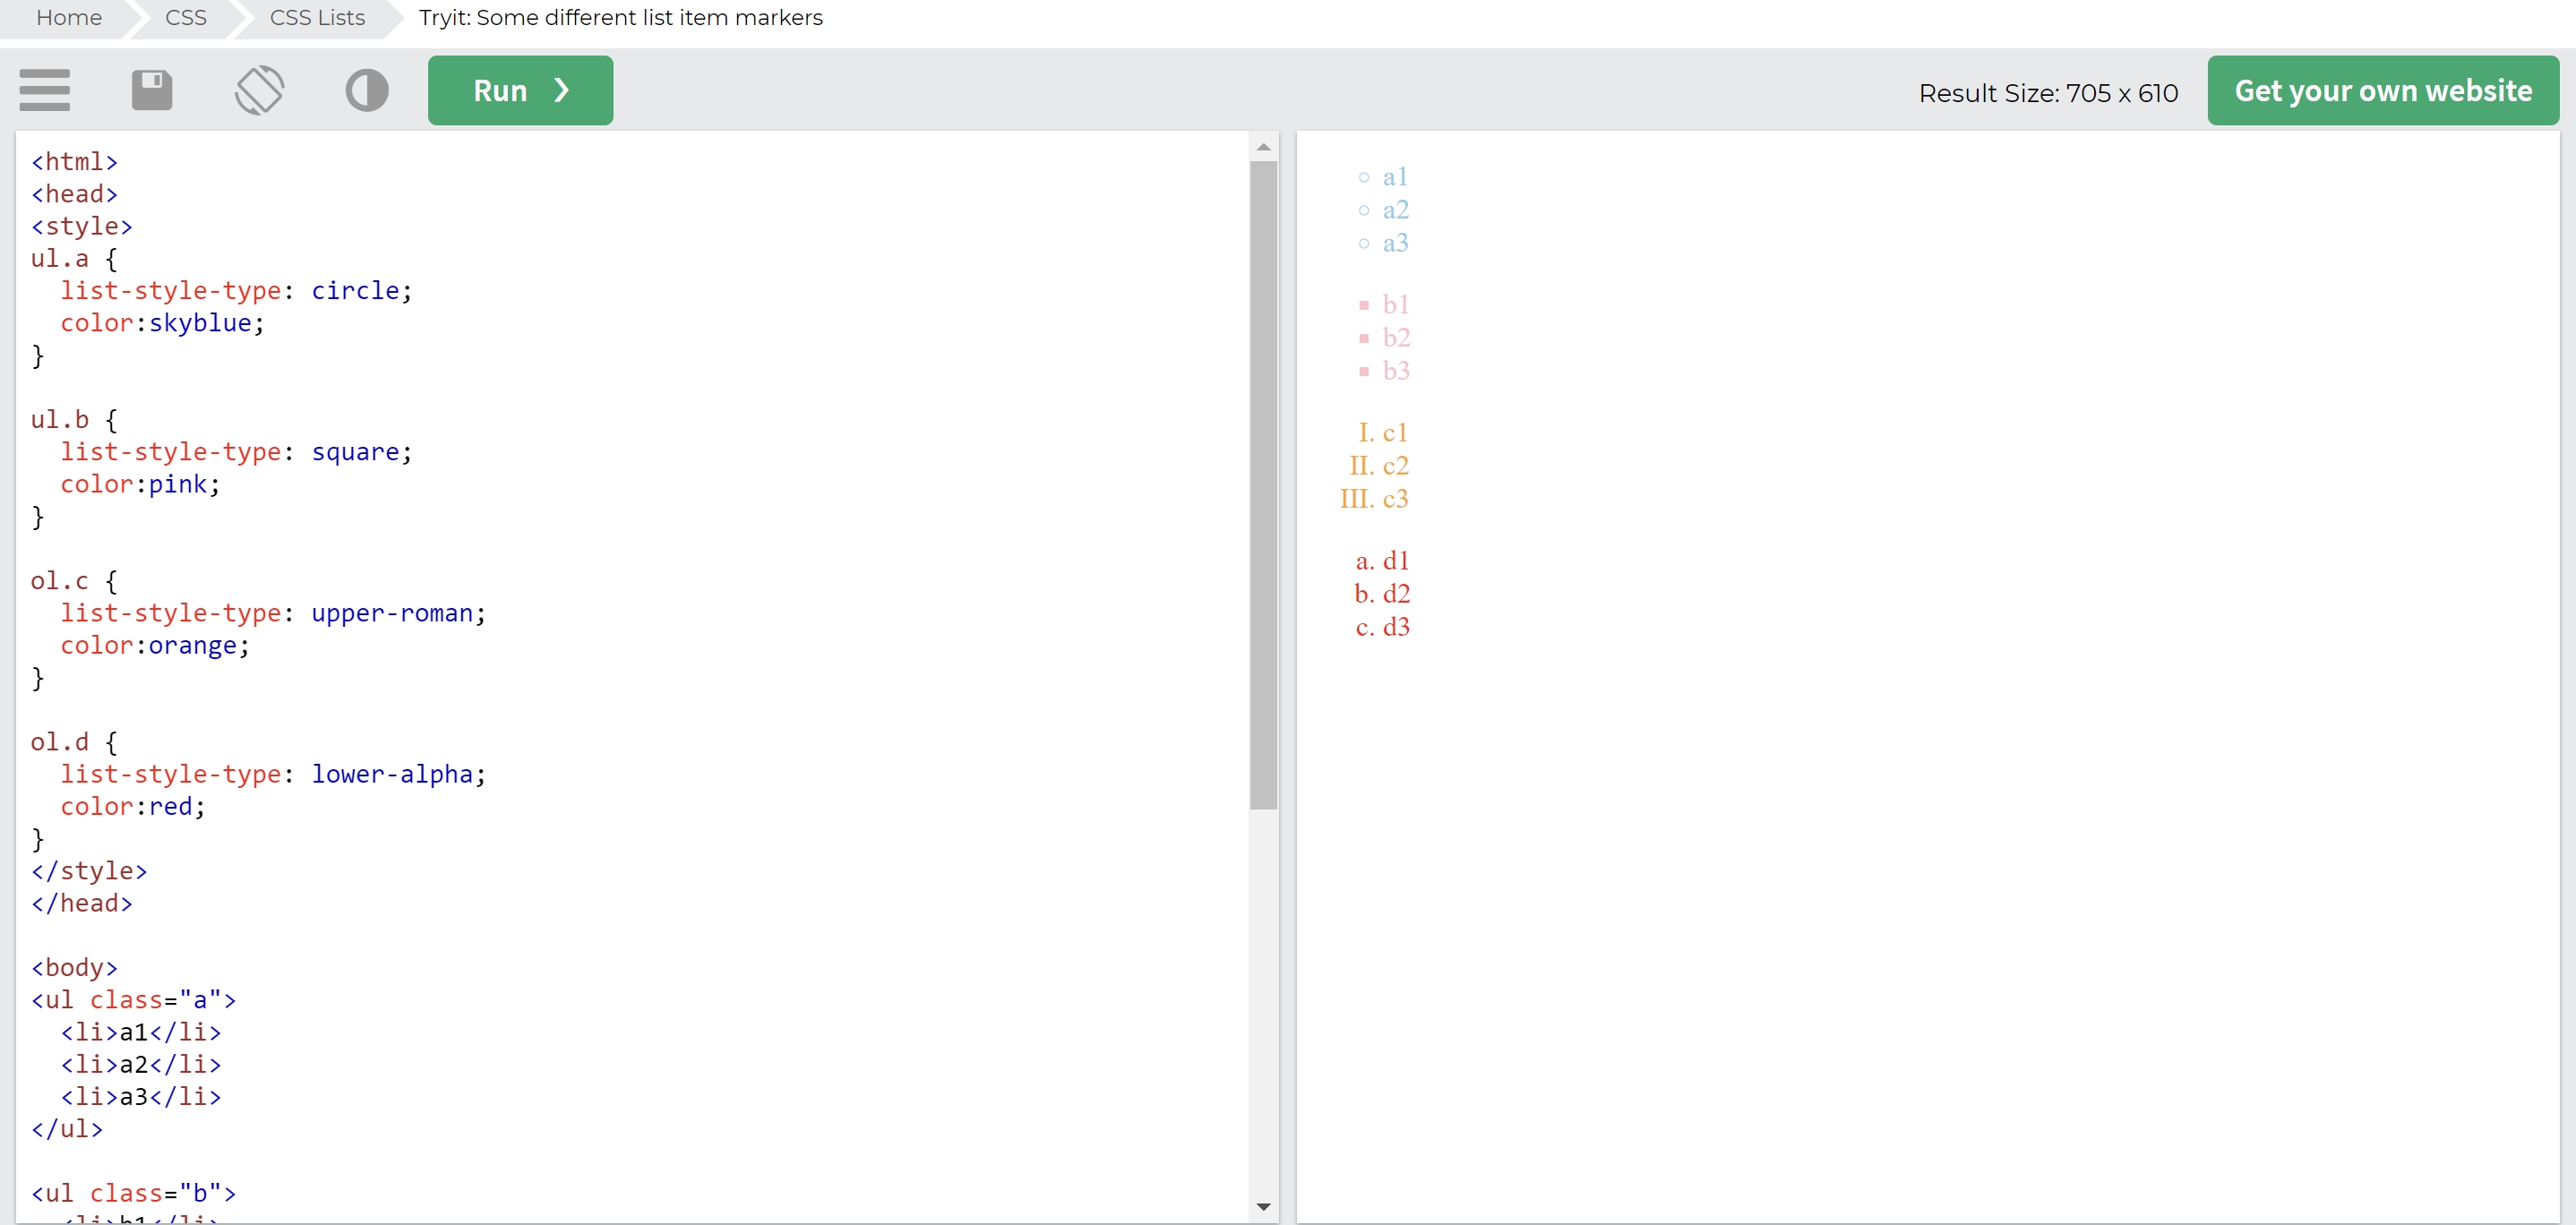 Home CSS CSS Lists Tryit: Some different list item markers
Run ❯ Result Size: 705 x 610 Get your own website
<html>
<head>
<style>
ul.a {
  list-style-type: circle;
  color:skyblue;
}

ul.b {
  list-style-type: square;
  color:pink;
}

ol.c {
  list-style-type: upper-roman;
  color:orange;
}

ol.d {
  list-style-type: lower-alpha;
  color:red;
}
</style>
</head>

<body>
<ul class="a">
  <li>a1</li>
  <li>a2</li>
  <li>a3</li>
</ul>

<ul class="b">
  <li>b1</li>
○ a1
○ a2
○ a3
■ b1
■ b2
■ b3
I. c1
II. c2
III. c3
a. d1
b. d2
c. d3